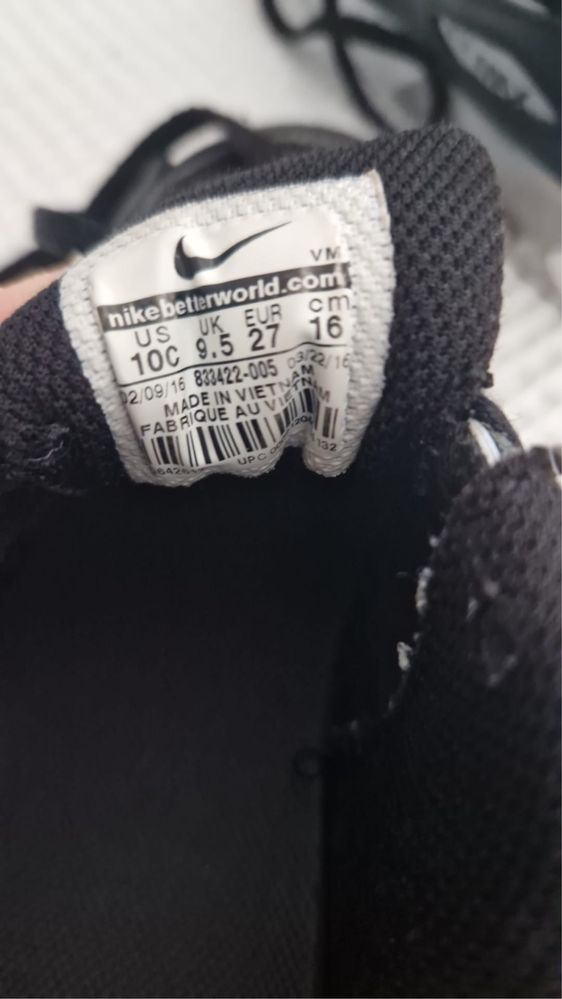 VM
nikebetterworld.com
US UK EUR cm
10C 9.5 27 16
02/09/16 833422-005 03/22/16
MADE IN VIETNAM
FABRIQUE AU VIETNAM
UPC